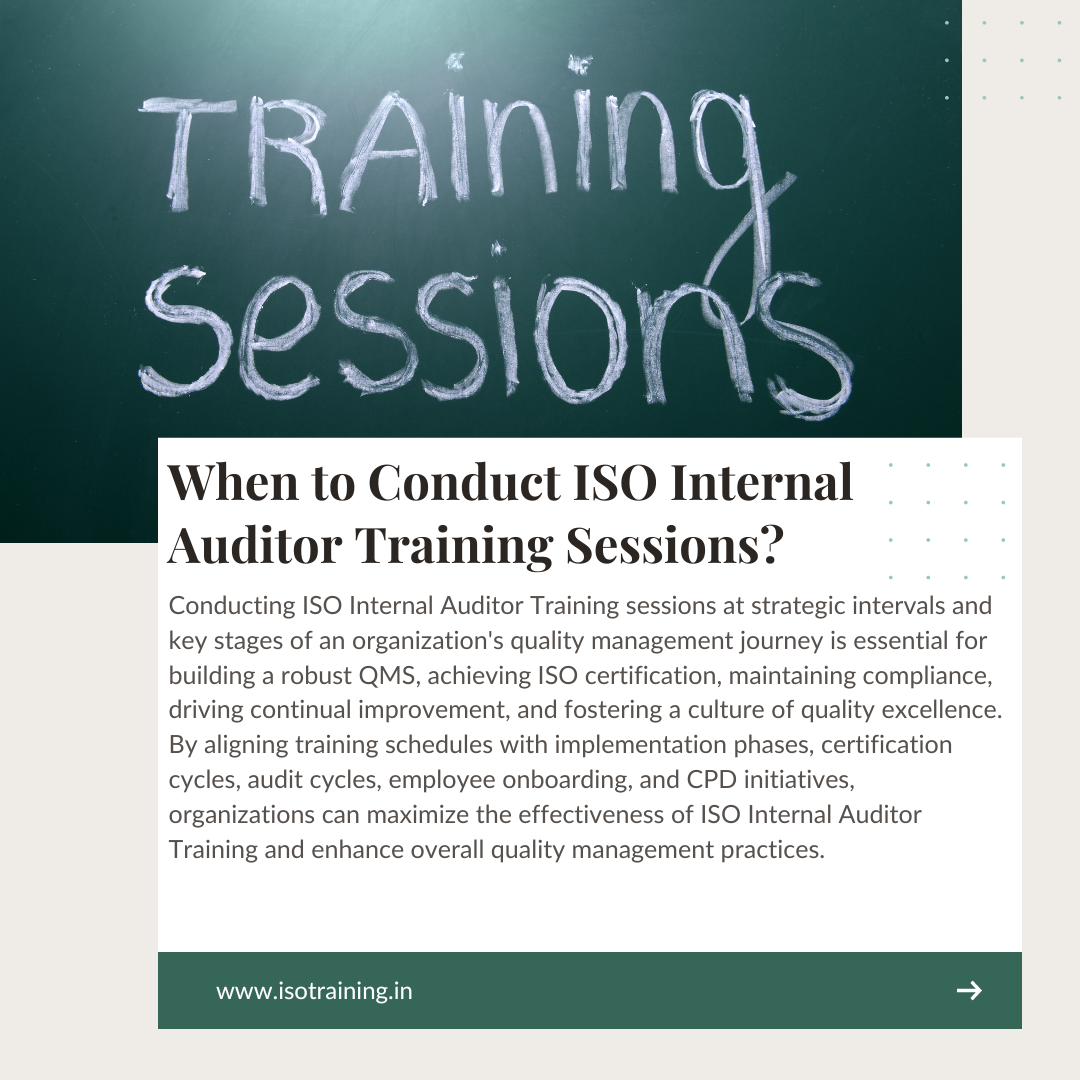 TRAining
Sessions
When to Conduct ISO Internal
Auditor Training Sessions?
Conducting ISO Internal Auditor Training sessions at strategic intervals and
key stages of an organization's quality management journey is essential for
building a robust QMS, achieving ISO certification, maintaining compliance,
driving continual improvement, and fostering a culture of quality excellence.
By aligning training schedules with implementation phases, certification
cycles, audit cycles, employee onboarding, and CPD initiatives,
organizations can maximize the effectiveness of ISO Internal Auditor
Training and enhance overall quality management practices.
www.isotraining.in